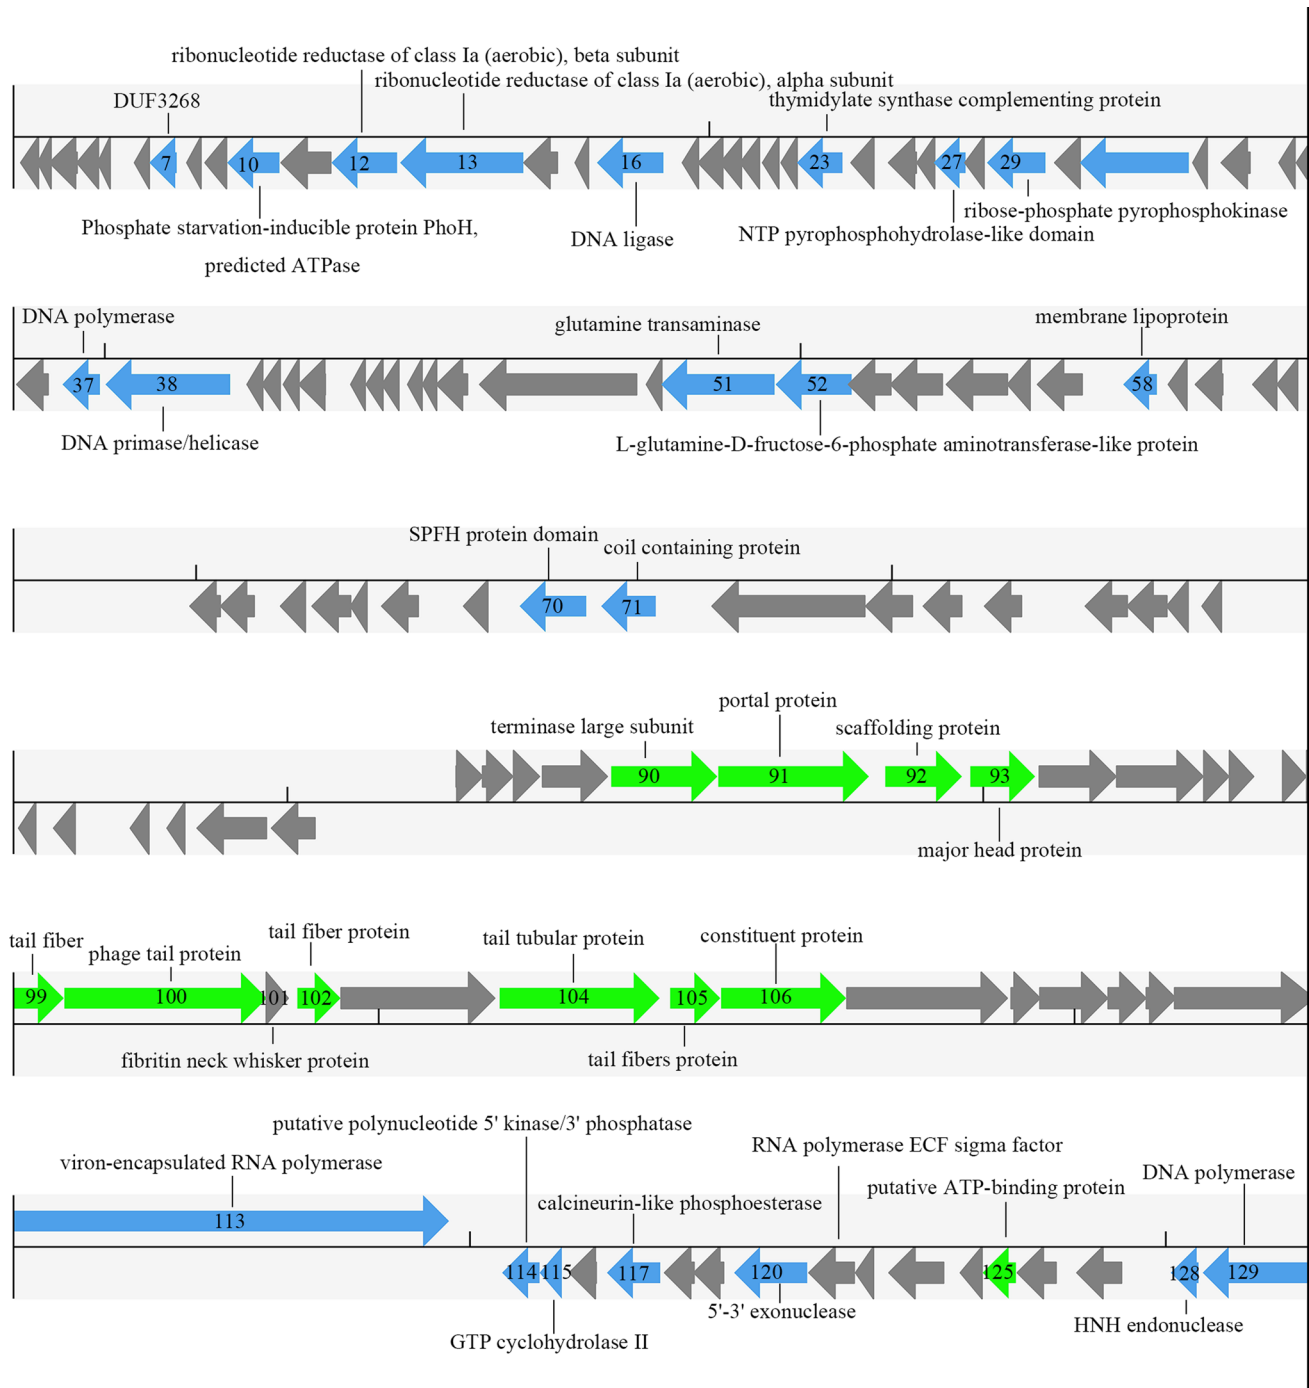 ribonucleotide reductase of class Ia (aerobic), beta subunit
ribonucleotide reductase of class Ia (aerobic), alpha subunit
DUF3268
thymidylate synthase complementing protein
7 10 12 13 16 23 27 29
ribose-phosphate pyrophosphokinase
Phosphate starvation-inducible protein PhoH,
NTP pyrophosphohydrolase-like domain
DNA ligase
predicted ATPase
DNA polymerase
membrane lipoprotein
glutamine transaminase
37 38 51 52 58
DNA primase/helicase
L-glutamine-D-fructose-6-phosphate aminotransferase-like protein
SPFH protein domain
coil containing protein
70 71
portal protein
terminase large subunit
scaffolding protein
90 91 92 93
major head protein
tail fiber protein
constituent protein
tail tubular protein
tail fiber
phage tail protein
99 100 101 102 104 105 106
fibritin neck whisker protein
tail fibers protein
putative polynucleotide 5' kinase/3' phosphatase
RNA polymerase ECF sigma factor
viron-encapsulated RNA polymerase
DNA polymerase
putative ATP-binding protein
calcineurin-like phosphoesterase
113
114 115 117 120 125 128 129
5'-3' exonuclease
HNH endonuclease
GTP cyclohydrolase II